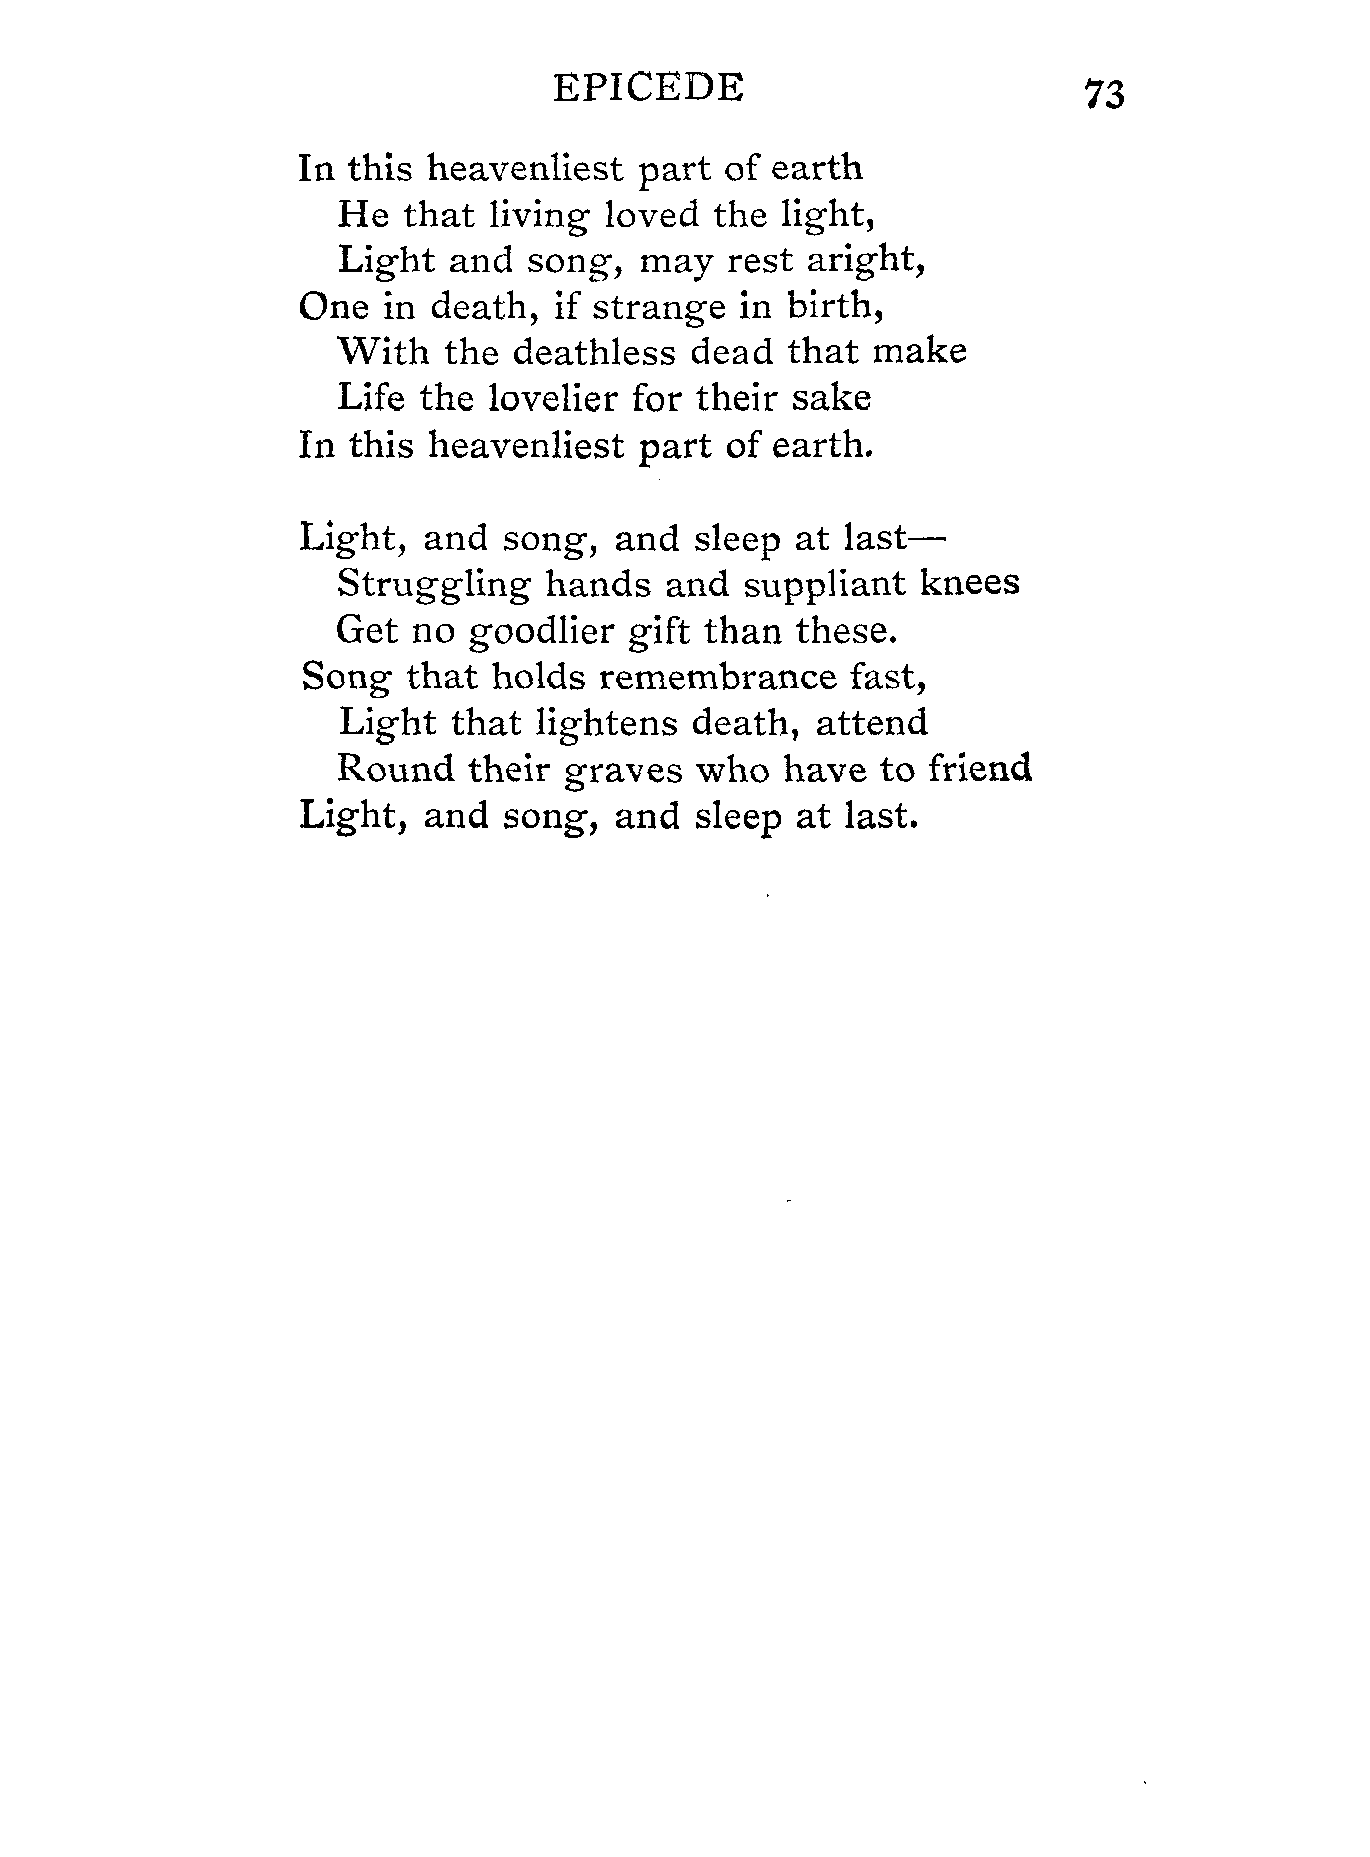 EPICEDE 73
In this heavenliest part of earth
He that living loved the light,
Light and song, may rest aright,
One in death, if strange in birth,
With the deathless dead that make
Life the lovelier for their sake
In this heavenliest part of earth.
Light, and song, and sleep at last—
Struggling hands and suppliant knees
Get no goodlier gift than these.
Song that holds remembrance fast,
Light that lightens death, attend
Round their graves who have to friend
Light, and song, and sleep at last.